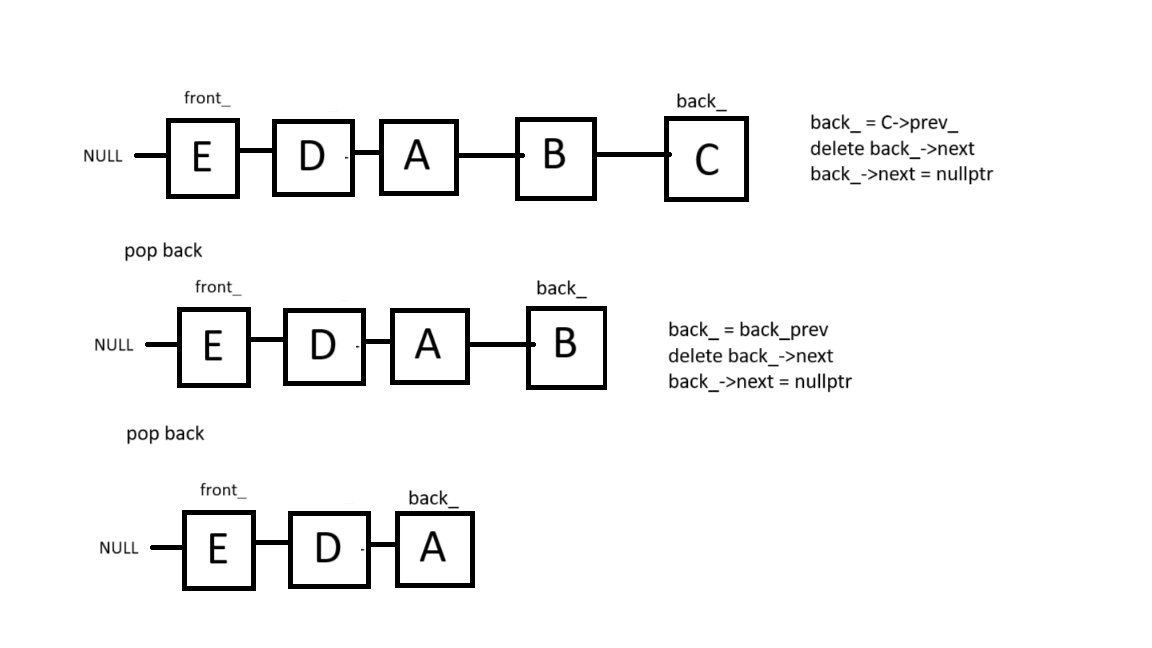 front_
back_
NULL
E
D
A
B
C
back_ = C->prev_
delete back_->next
back_->next = nullptr
pop back
front_
back_
NULL
E
D
A
B
back_ = back_prev
delete back_->next
back_->next = nullptr
pop back
front_
back_
NULL
E
D
A